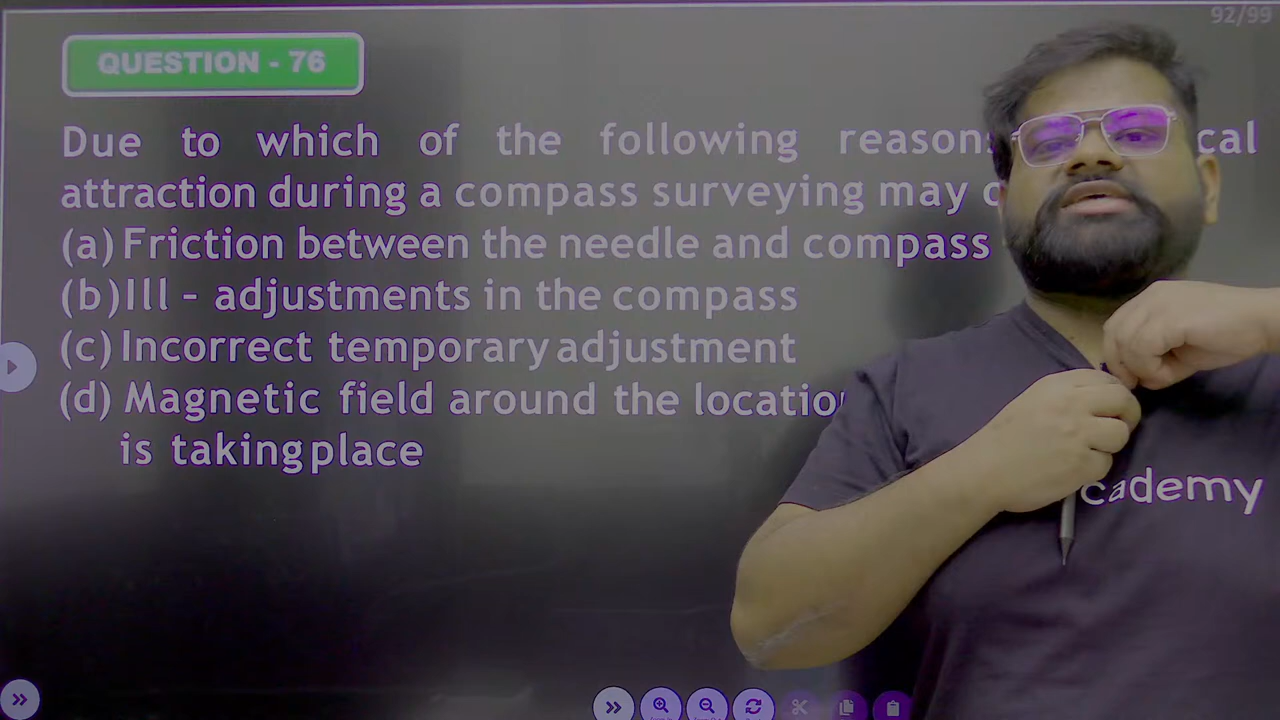 92/99
QUESTION - 76
Due to which of the following reasons cal
attraction during a compass surveying may
(a) Friction between the needle and compass
(b) Ill - adjustments in the compass
(c) Incorrect temporary adjustment
(d) Magnetic field around the location
is taking place
cademy